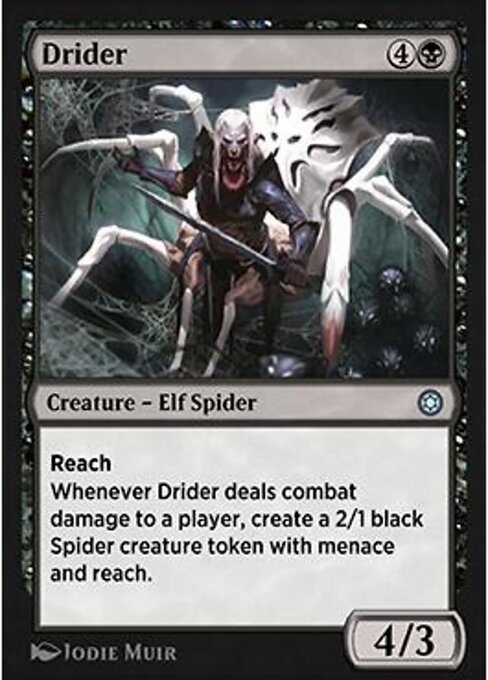 Drider 4
Creature – Elf Spider
Reach
Whenever Drider deals combat
damage to a player, create a 2/1 black
Spider creature token with menace
and reach.
4/3
Jodie Muir